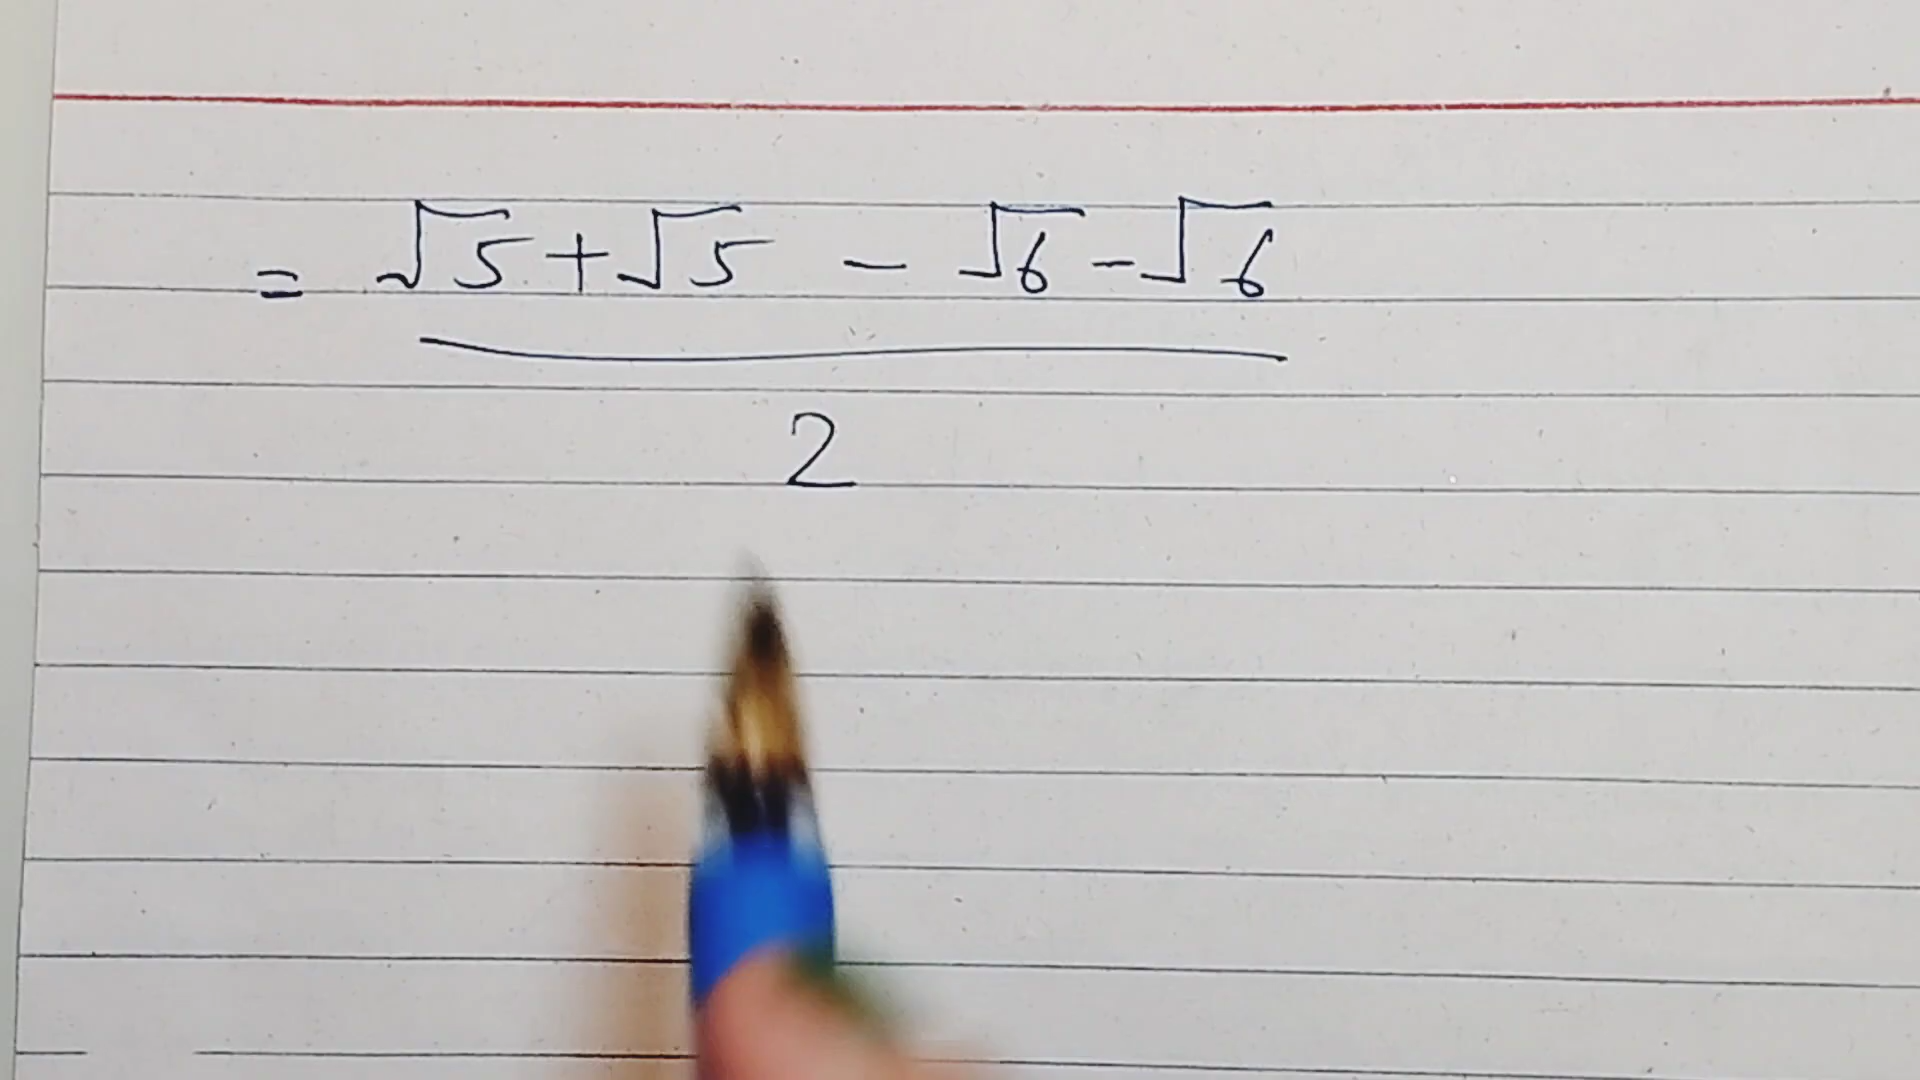 = √5 + √5 - √6 - √6
2